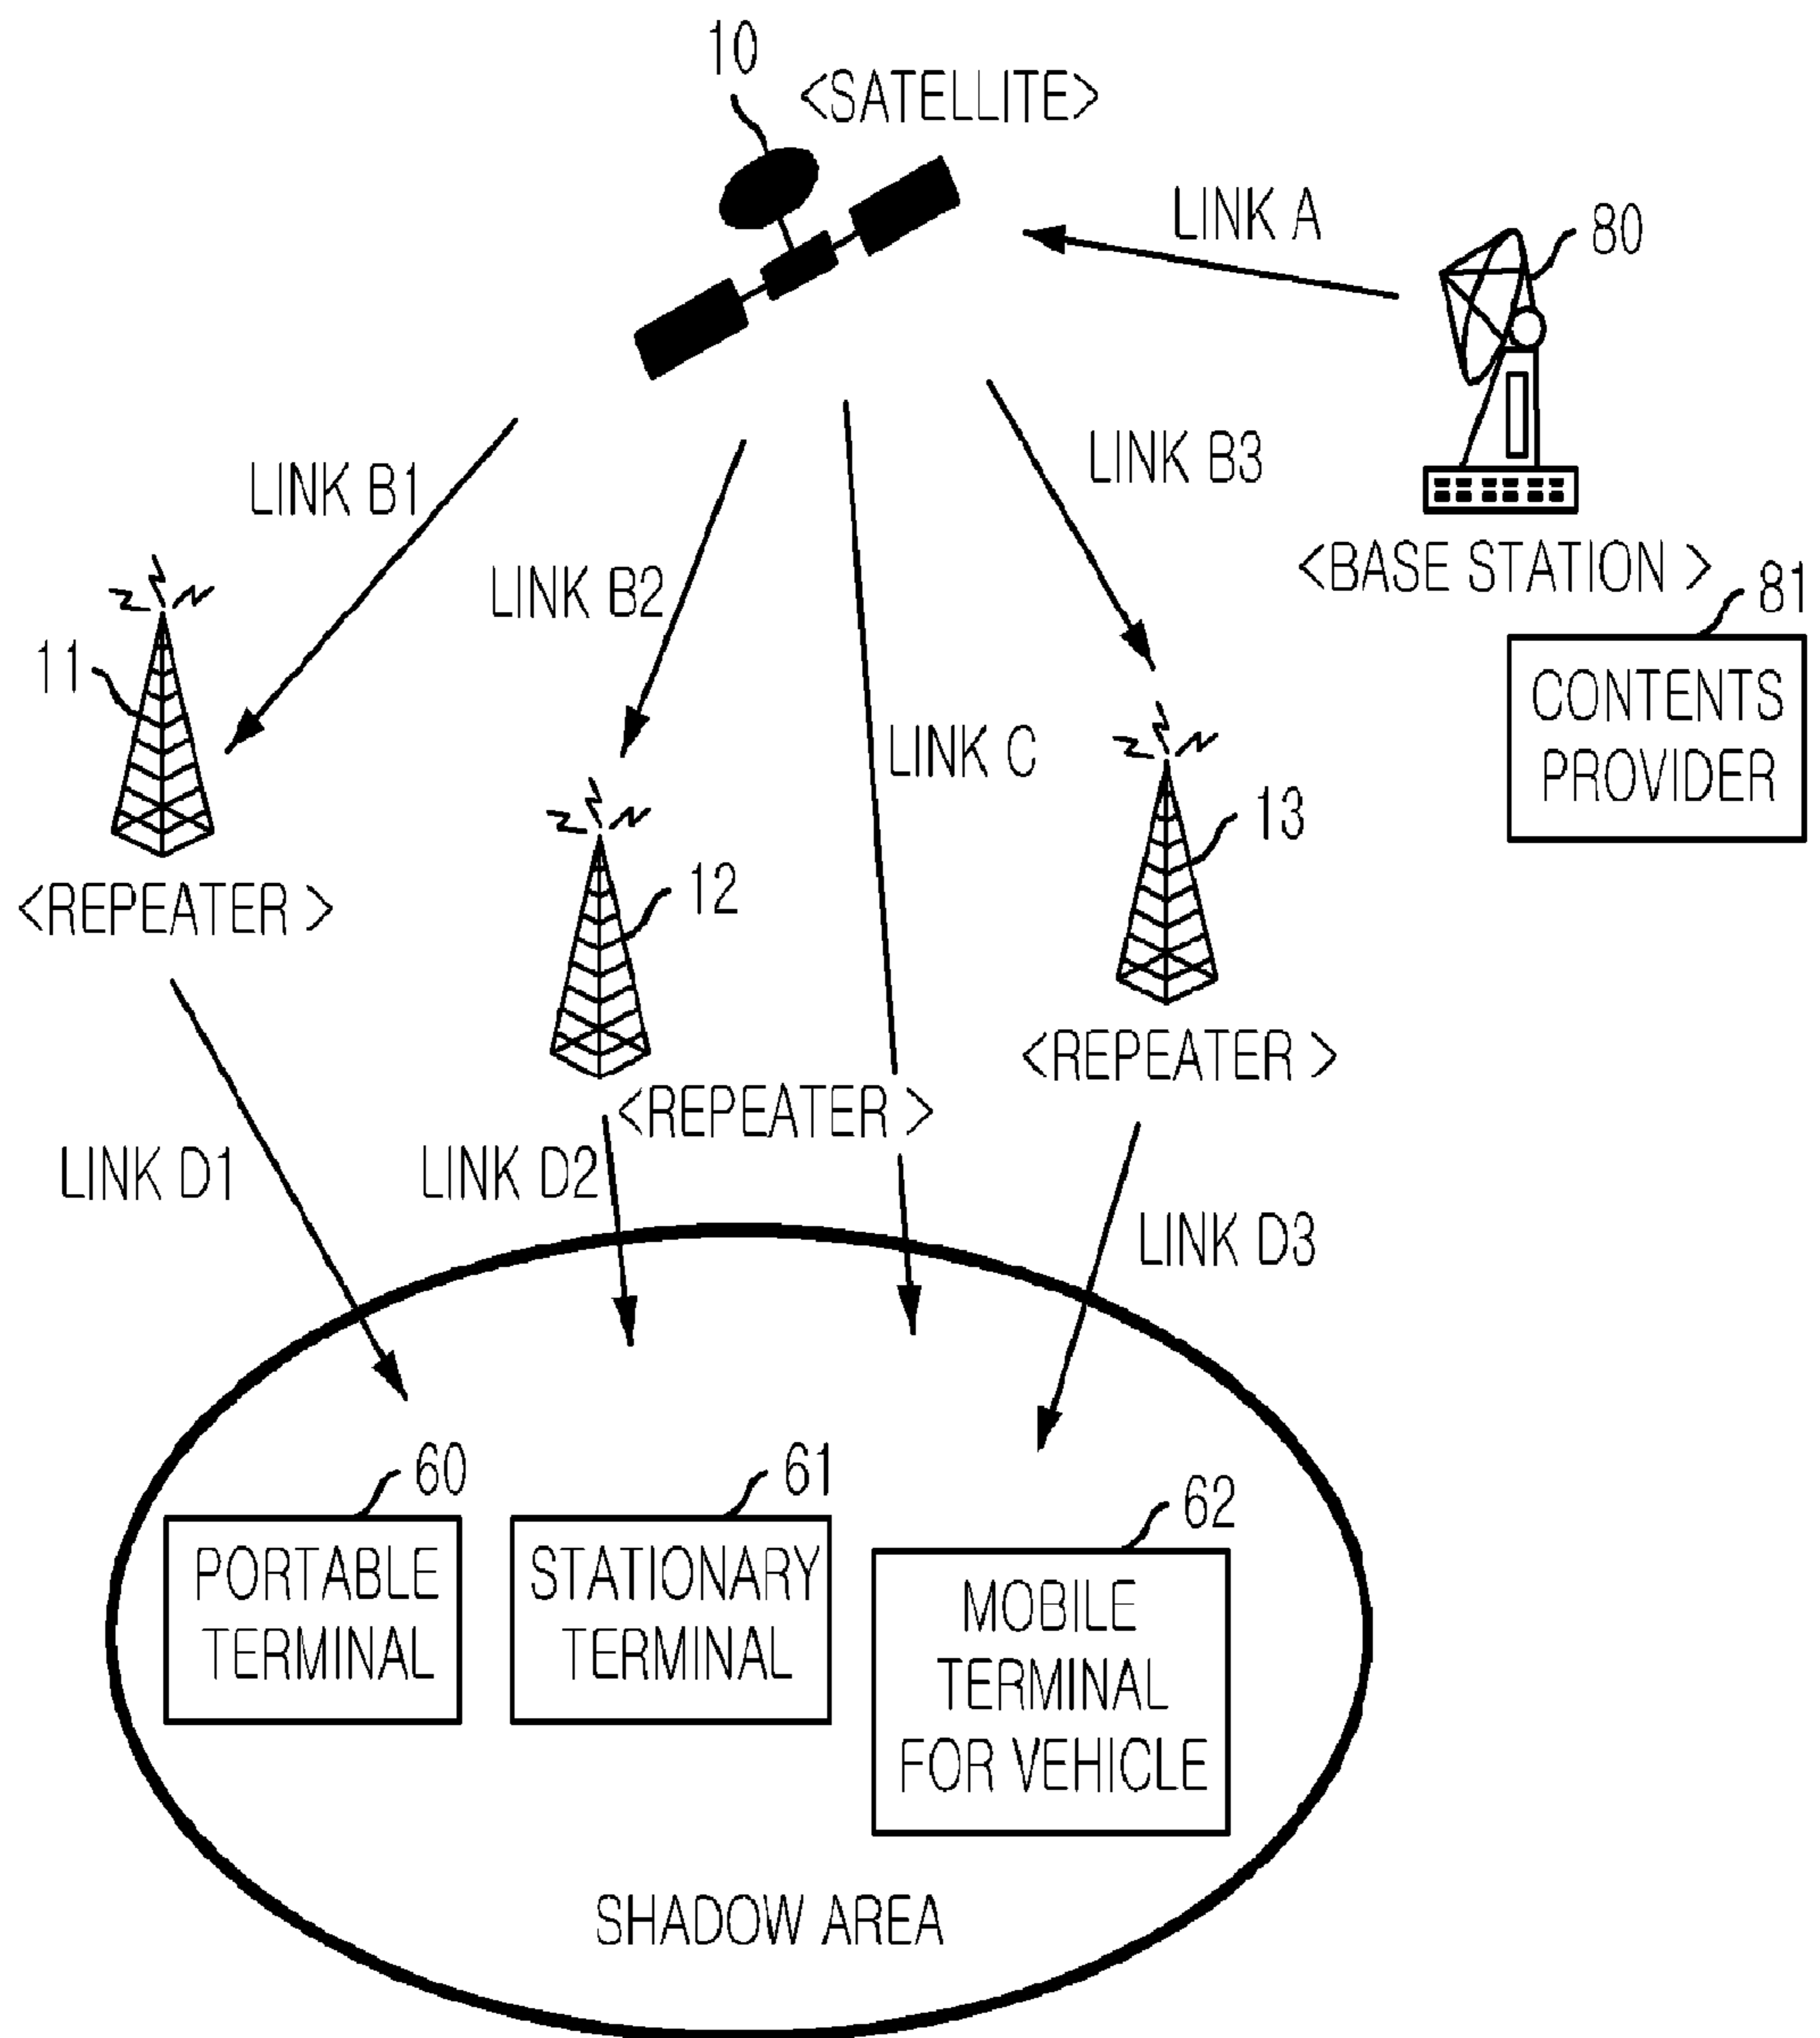 10
<SATELLITE>
LINK A
80
LINK B1
LINK B2
LINK B3
<BASE STATION >
81
CONTENTS
PROVIDER
11
LINK C
13
12
<REPEATER >
<REPEATER >
<REPEATER >
LINK D1
LINK D2
LINK D3
60
PORTABLE
TERMINAL
61
STATIONARY
TERMINAL
62
MOBILE
TERMINAL
FOR VEHICLE
SHADOW AREA